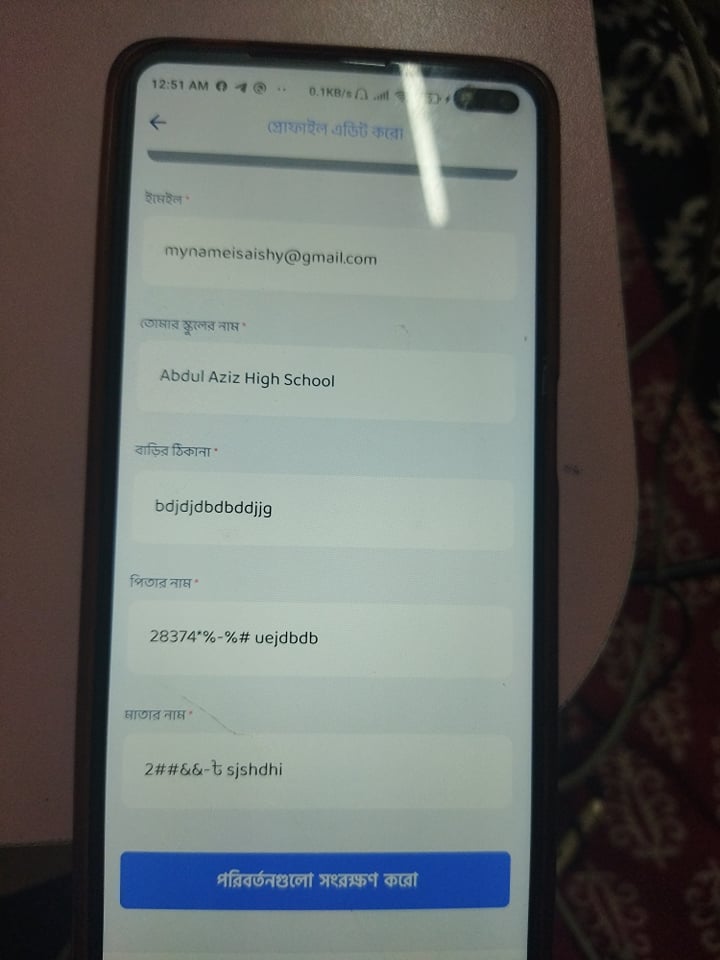 12:51 AM 0.1KB/s
প্রোফাইল এডিট করো
ইমেইল *
mynameisaishy@gmail.com
তোমার স্কুলের নাম *
Abdul Aziz High School
বাড়ির ঠিকানা *
bdjdjdbdbddjjg
পিতার নাম *
28374*%-%# uejdbdb
মাতার নাম *
2##&&-৳ sjshdhi
পরিবর্তনগুলো সংরক্ষণ করো